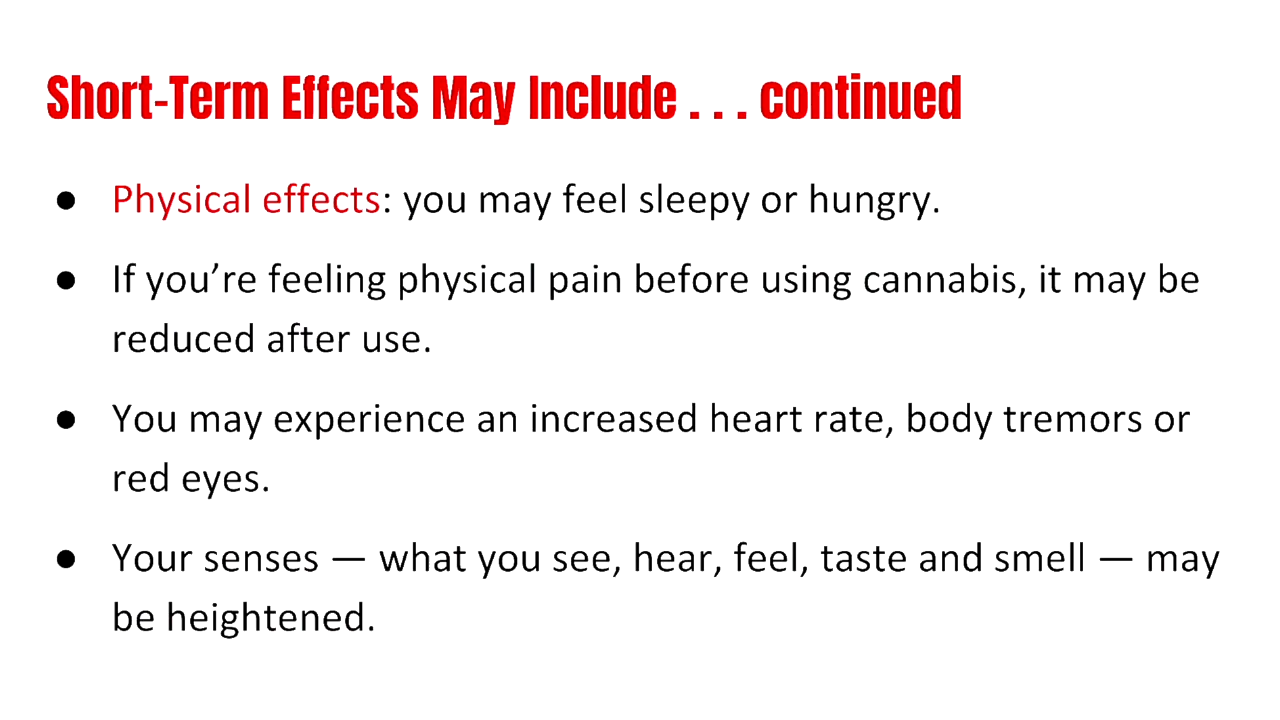 Short-Term Effects May Include . . . continued
● Physical effects: you may feel sleepy or hungry.
● If you’re feeling physical pain before using cannabis, it may be
reduced after use.
● You may experience an increased heart rate, body tremors or
red eyes.
● Your senses — what you see, hear, feel, taste and smell — may
be heightened.